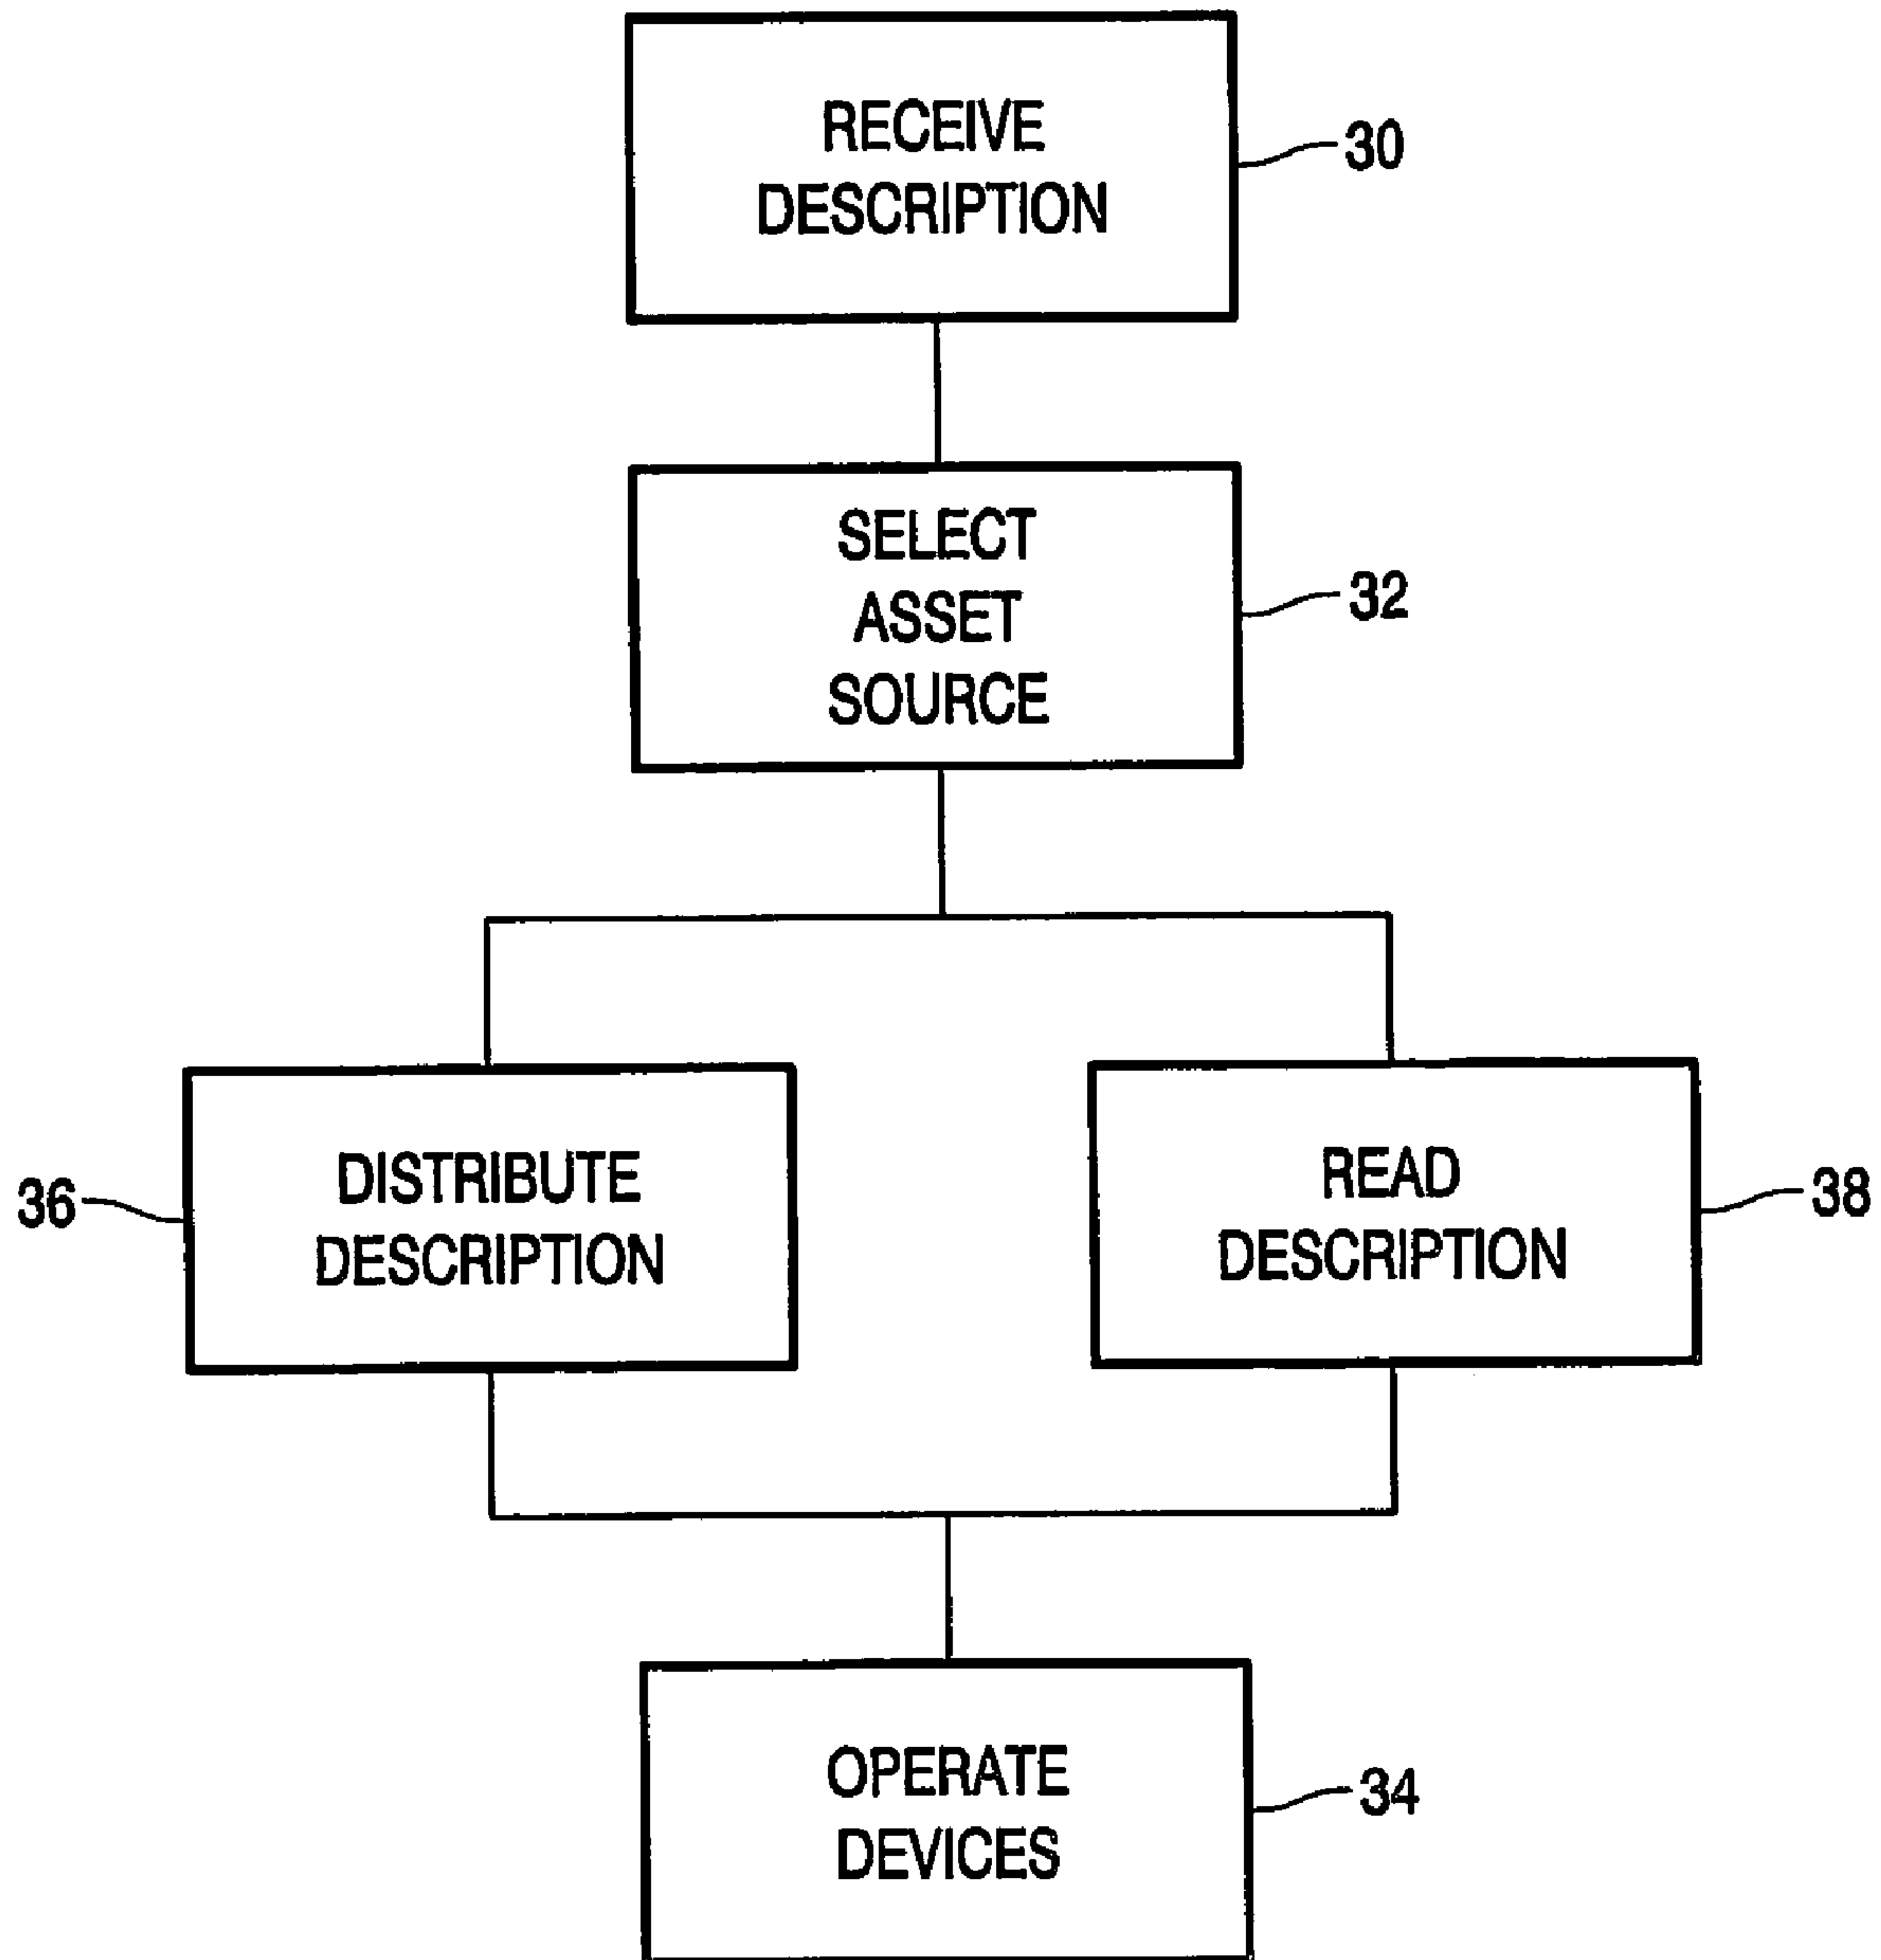 RECEIVE
DESCRIPTION
30
SELECT
ASSET
SOURCE
32
36
DISTRIBUTE
DESCRIPTION
READ
DESCRIPTION
38
OPERATE
DEVICES
34